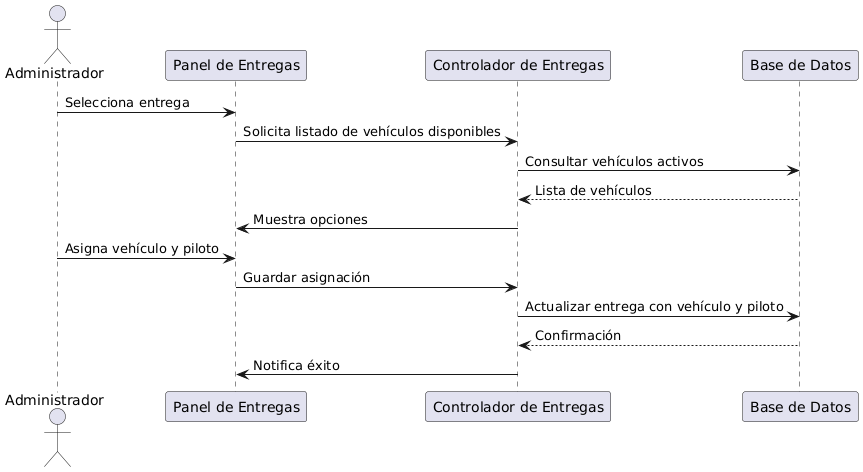 Administrador
Panel de Entregas
Controlador de Entregas
Base de Datos
Selecciona entrega
Solicita listado de vehículos disponibles
Consultar vehículos activos
Lista de vehículos
Muestra opciones
Asigna vehículo y piloto
Guardar asignación
Actualizar entrega con vehículo y piloto
Confirmación
Notifica éxito
Administrador
Panel de Entregas
Controlador de Entregas
Base de Datos